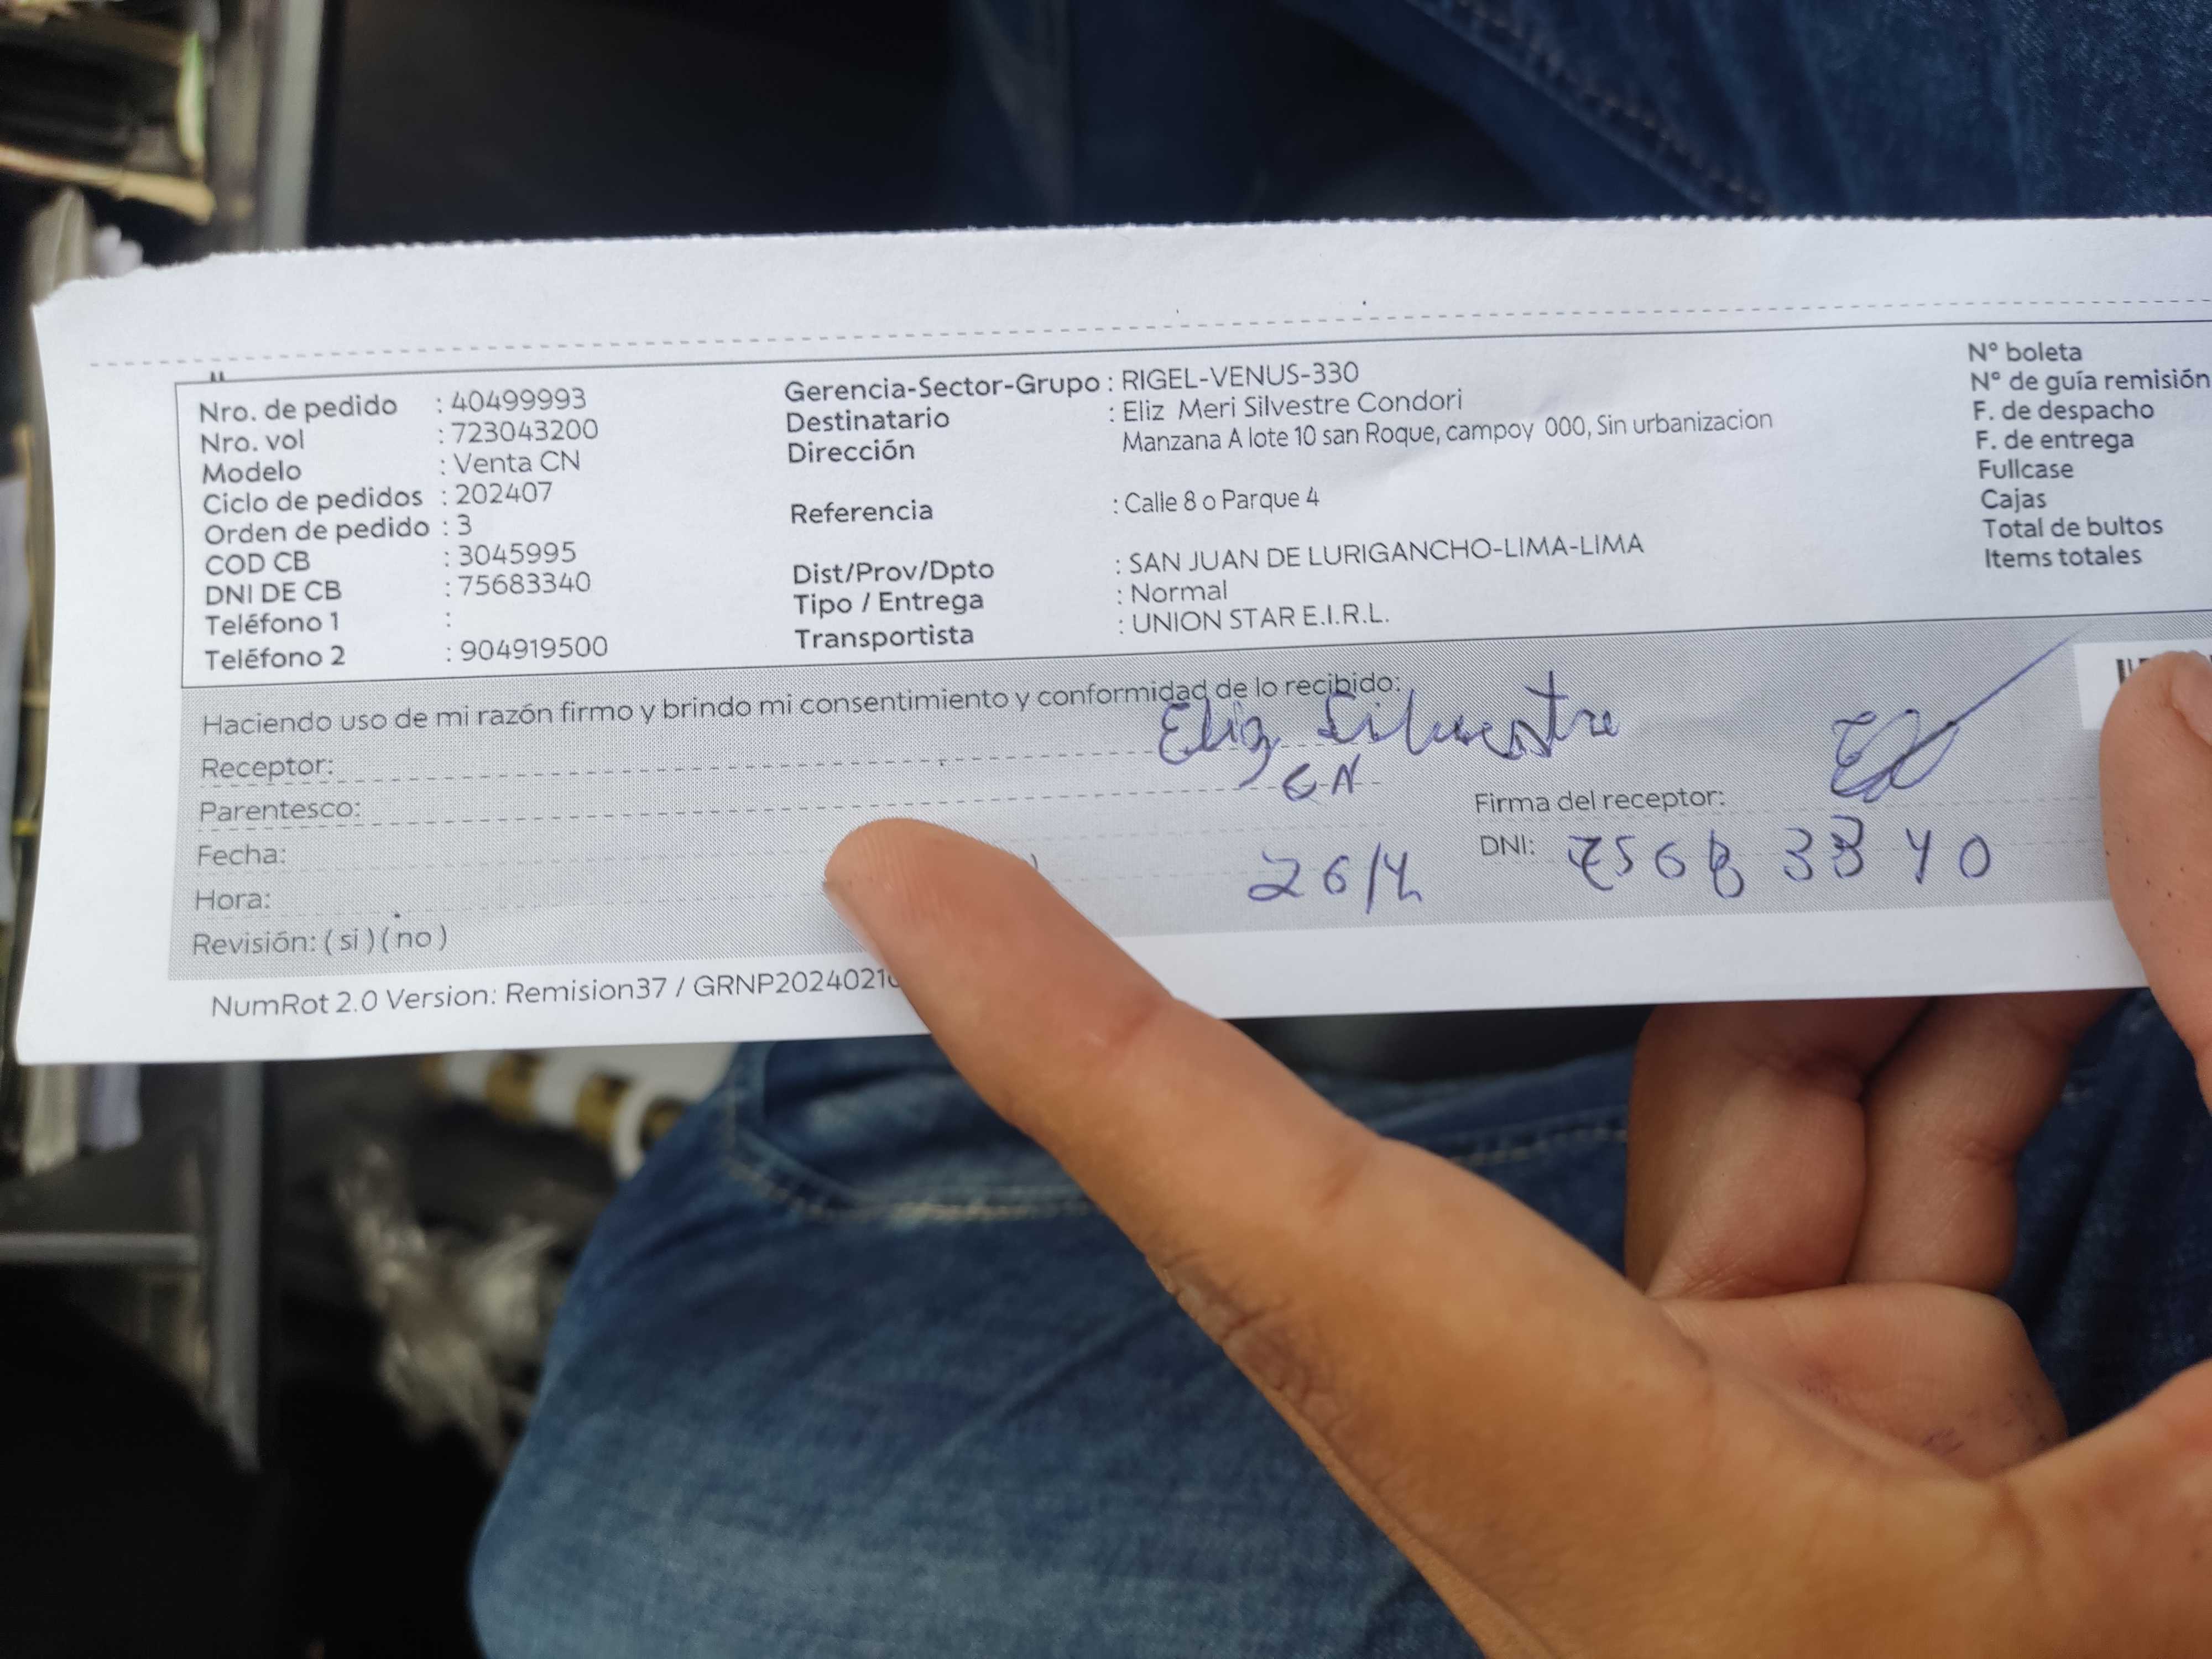 Nro. de pedido : 40499993
Nro. vol : 723043200
Modelo : Venta CN
Ciclo de pedidos : 202407
Orden de pedido : 3
COD CB : 3045995
DNI DE CB : 75683340
Teléfono 1 :
Teléfono 2 : 904919500
Gerencia-Sector-Grupo : RIGEL-VENUS-330
Destinatario : Eliz Meri Silvestre Condori
Dirección Manzana A lote 10 san Roque, campoy 000, Sin urbanizacion
Referencia : Calle 8 o Parque 4
Dist/Prov/Dpto : SAN JUAN DE LURIGANCHO-LIMA-LIMA
Tipo / Entrega : Normal
Transportista : UNION STAR E.I.R.L.
N° boleta
N° de guía remisión
F. de despacho
F. de entrega
Fullcase
Cajas
Total de bultos
Items totales
Haciendo uso de mi razón firmo y brindo mi consentimiento y conformidad de lo recibido:
Receptor: Eliz Silvestre
Parentesco: CN
Fecha: 26/4
Hora:
Revisión: ( si ) ( no )
Firma del receptor:
DNI: 75683340
NumRot 2.0 Version: Remision37 / GRNP2024021